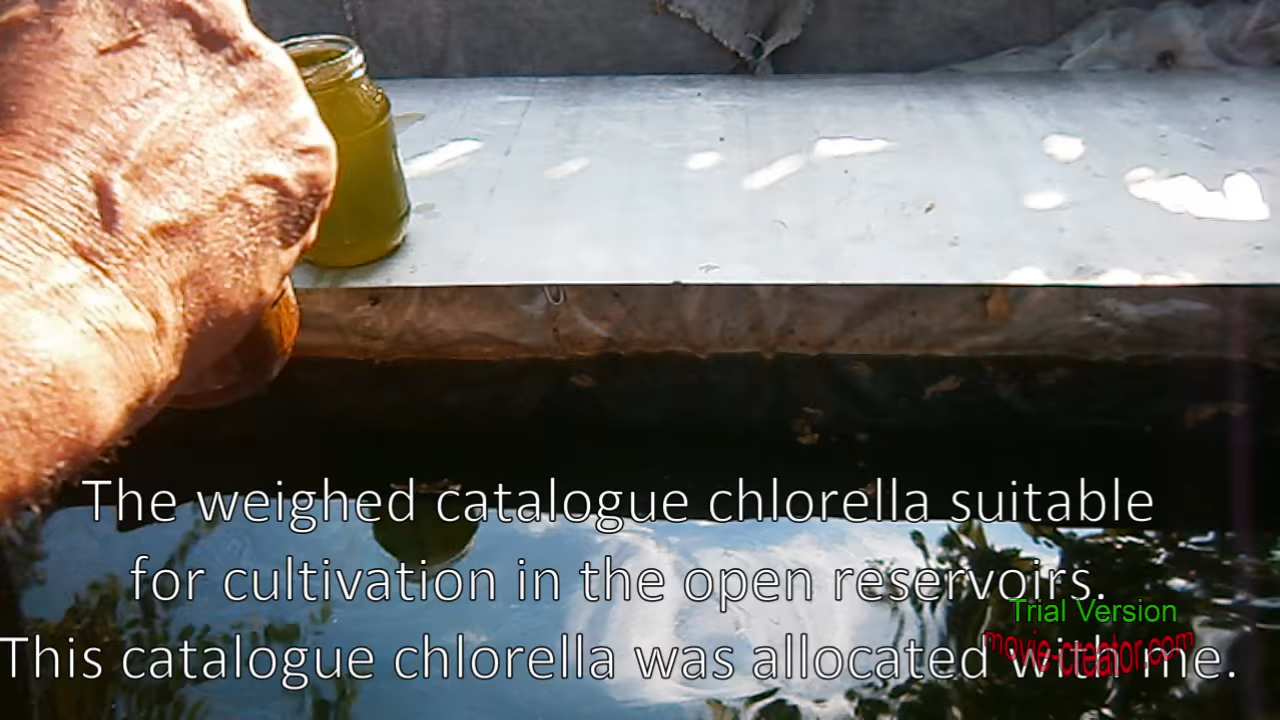 The weighed catalogue chlorella suitable
for cultivation in the open reservoirs.
Trial Version
This catalogue chlorella was allocated with me.
movie-creator.com